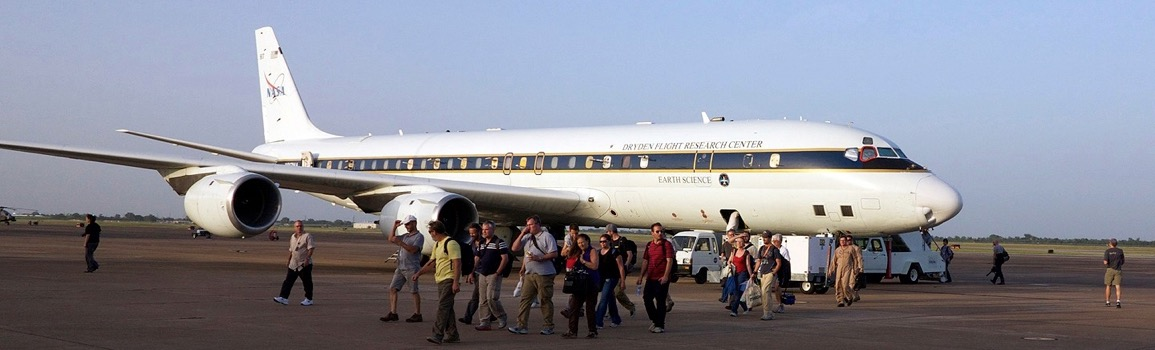 NASA
DRYDEN FLIGHT RESEARCH CENTER
EARTH SCIENCE